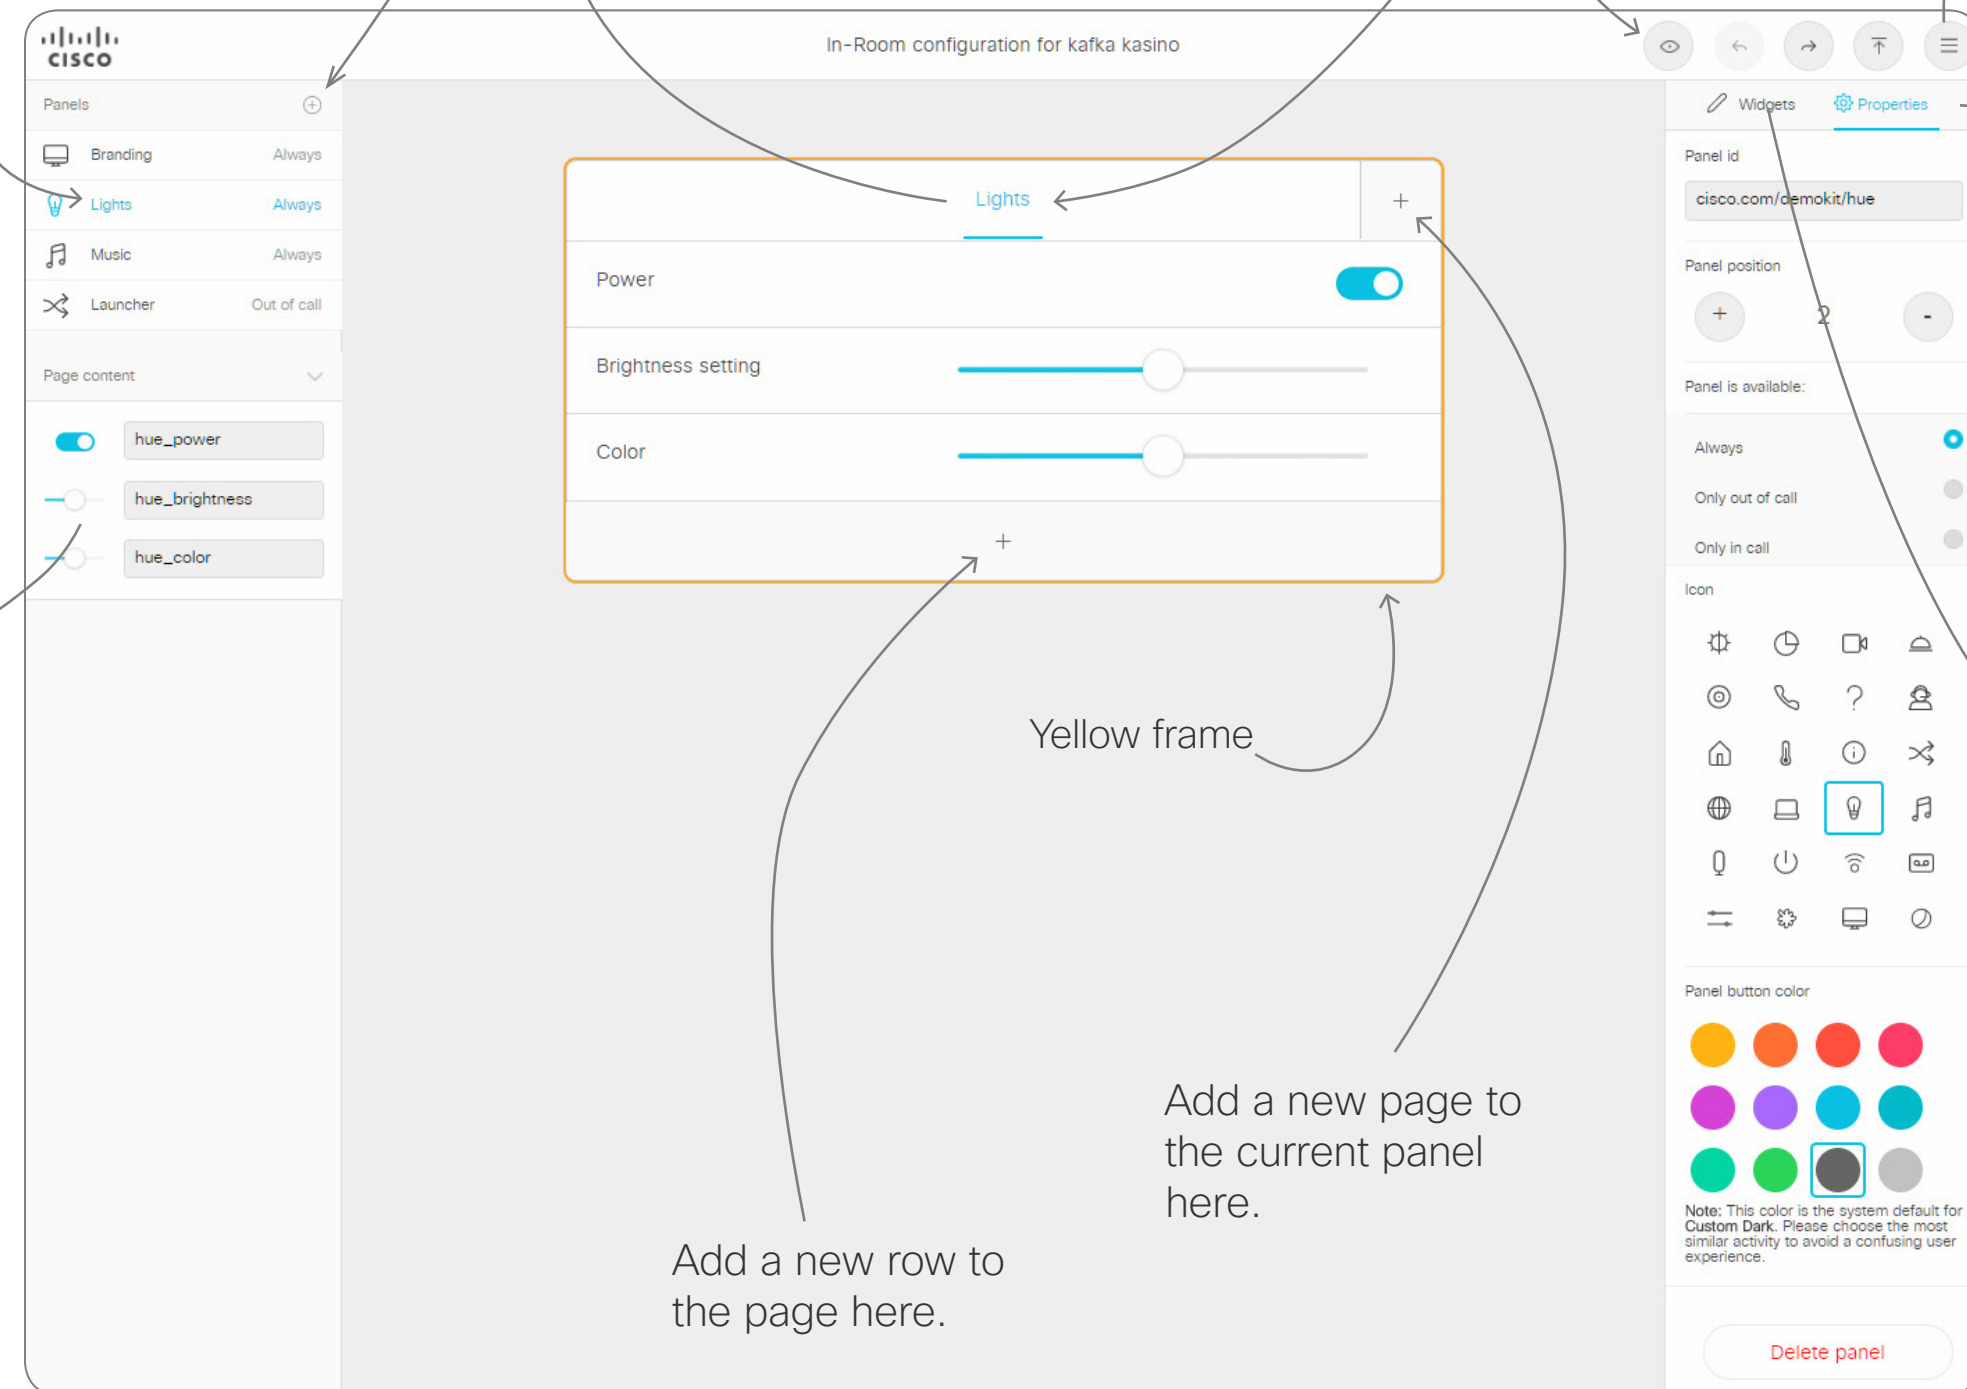 CISCO
In-Room configuration for kafka kasino
Panels
Branding Always
Lights Always
Music Always
Launcher Out of call
Page content
hue_power
hue_brightness
hue_color
Lights
Power
Brightness setting
Color
Yellow frame
Add a new page to
the current panel
here.
Add a new row to
the page here.
Widgets Properties
Panel id
cisco.com/demokit/hue
Panel position
+ 2 -
Panel is available:
Always
Only out of call
Only in call
Icon
Panel button color
Note: This color is the system default for
Custom Dark. Please choose the most
similar activity to avoid a confusing user
experience.
Delete panel